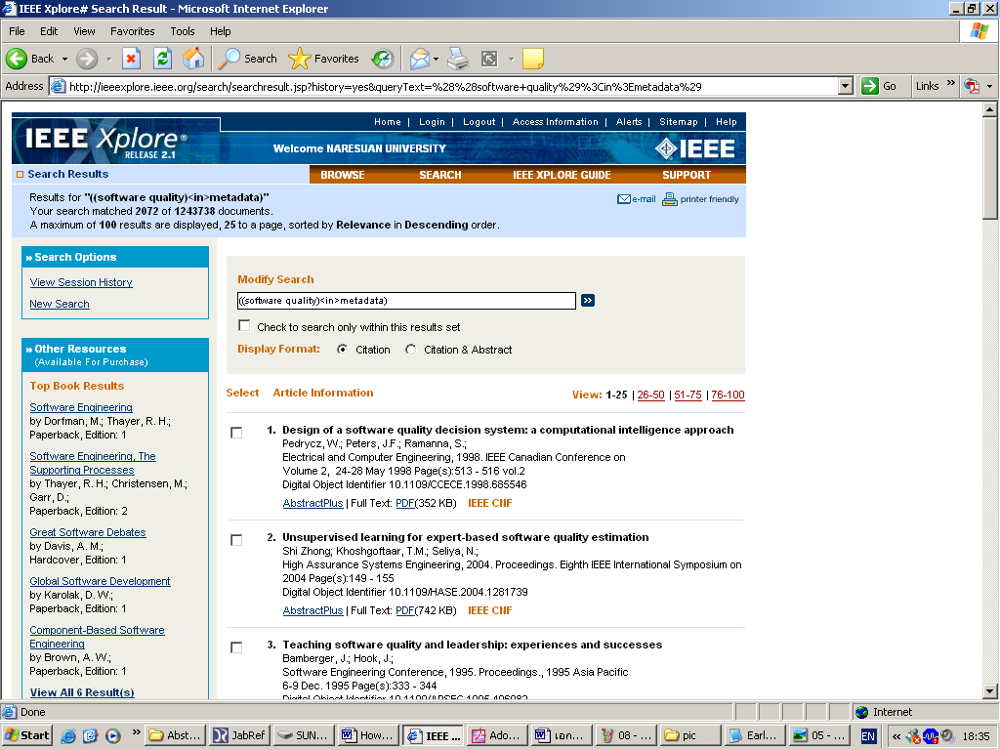 IEEE Xplore# Search Result - Microsoft Internet Explorer
File Edit View Favorites Tools Help
Back Search Favorites
Address http://ieeexplore.ieee.org/search/searchresult.jsp?history=yes&queryText=%28%28software+quality%29%3Cin%3Emetadata%29 Go Links »
Home | Login | Logout | Access Information | Alerts | Sitemap | Help
IEEE Xplore®
RELEASE 2.1
Welcome NARESUAN UNIVERSITY
IEEE
Search Results
BROWSE SEARCH IEEE XPLORE GUIDE SUPPORT
Results for "((software quality)<in>metadata)"
Your search matched 2072 of 1243738 documents.
A maximum of 100 results are displayed, 25 to a page, sorted by Relevance in Descending order.
e-mail printer friendly
» Search Options
View Session History
New Search
» Other Resources
(Available For Purchase)
Top Book Results
Software Engineering
by Dorfman, M.; Thayer, R. H.;
Paperback, Edition: 1
Software Engineering, The
Supporting Processes
by Thayer, R. H.; Christensen, M.;
Garr, D.;
Paperback, Edition: 2
Great Software Debates
by Davis, A. M.;
Hardcover, Edition: 1
Global Software Development
by Karolak, D. W.;
Paperback, Edition: 1
Component-Based Software
Engineering
by Brown, A. W.;
Paperback, Edition: 1
View All 6 Result(s)
Modify Search
((software quality)<in>metadata) »
Check to search only within this results set
Display Format: Citation Citation & Abstract
Select Article Information View: 1-25 | 26-50 | 51-75 | 76-100
1. Design of a software quality decision system: a computational intelligence approach
Pedrycz, W.; Peters, J.F.; Ramanna, S.;
Electrical and Computer Engineering, 1998. IEEE Canadian Conference on
Volume 2, 24-28 May 1998 Page(s):513 - 516 vol.2
Digital Object Identifier 10.1109/CCECE.1998.685546
AbstractPlus | Full Text: PDF(352 KB) IEEE CNF
2. Unsupervised learning for expert-based software quality estimation
Shi Zhong; Khoshgoftaar, T.M.; Seliya, N.;
High Assurance Systems Engineering, 2004. Proceedings. Eighth IEEE International Symposium on
2004 Page(s):149 - 155
Digital Object Identifier 10.1109/HASE.2004.1281739
AbstractPlus | Full Text: PDF(742 KB) IEEE CNF
3. Teaching software quality and leadership: experiences and successes
Bamberger, J.; Hook, J.;
Software Engineering Conference, 1995. Proceedings., 1995 Asia Pacific
6-9 Dec. 1995 Page(s):333 - 344
Digital Object Identifier 10.1109/APSEC.1995.496982
Done Internet
Start » Abst... JabRef SUN... How... IEEE ... Ado... เอกา... 08 - ... pic Earl... 05 - ... EN « 18:35